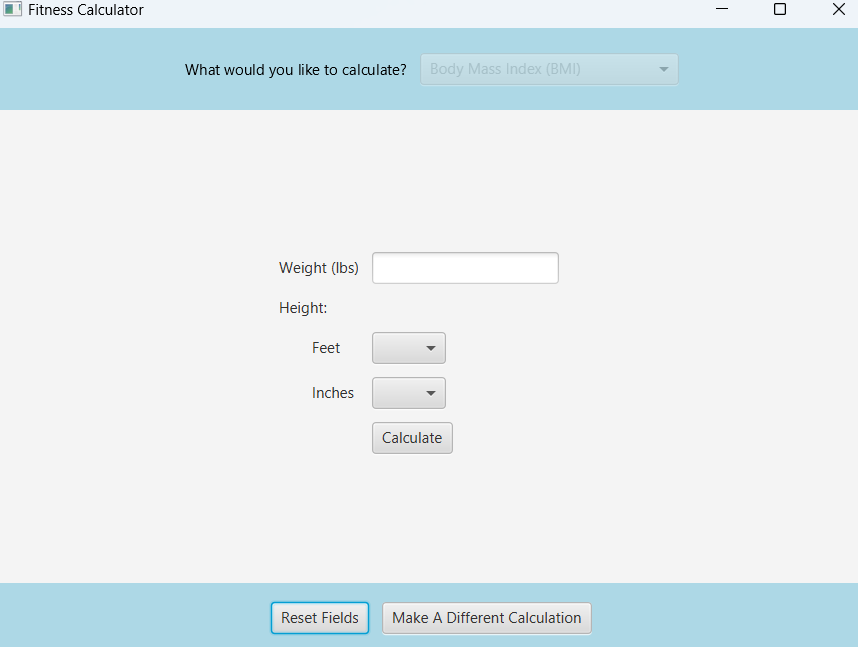 Fitness Calculator
What would you like to calculate? Body Mass Index (BMI)
Weight (lbs)
Height:
Feet
Inches
Calculate
Reset Fields Make A Different Calculation